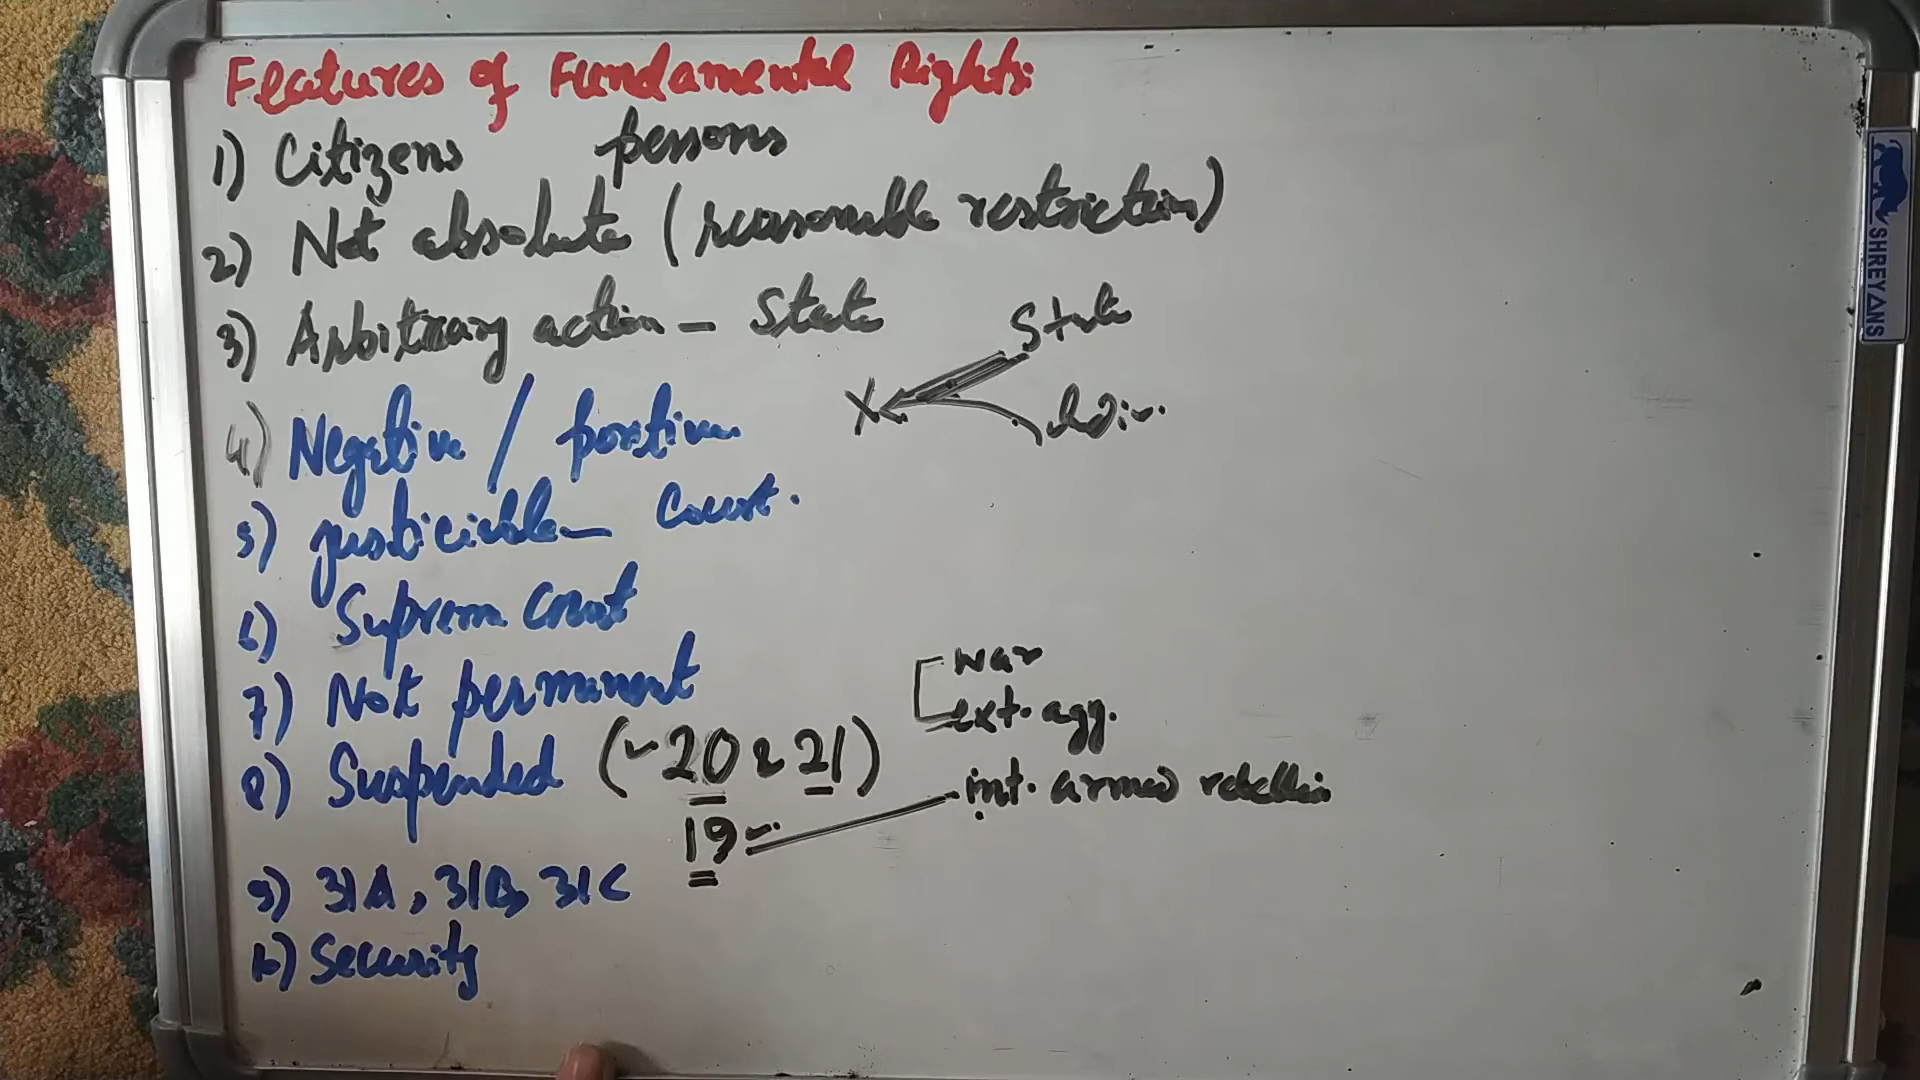 Features of Fundamental Rights:
1) Citizens persons
2) Not absolute (reasonable restriction)
3) Arbitrary action - State
State
X
Indiv.
4) Negative / positive
5) justiciable - Court.
6) Supreme Court
7) Not permanent
war
ext. agg.
8) Suspended (- 20 & 21)
int. armed rebellion
19
9) 31A, 31B, 31C
10) Security
SHREYANS